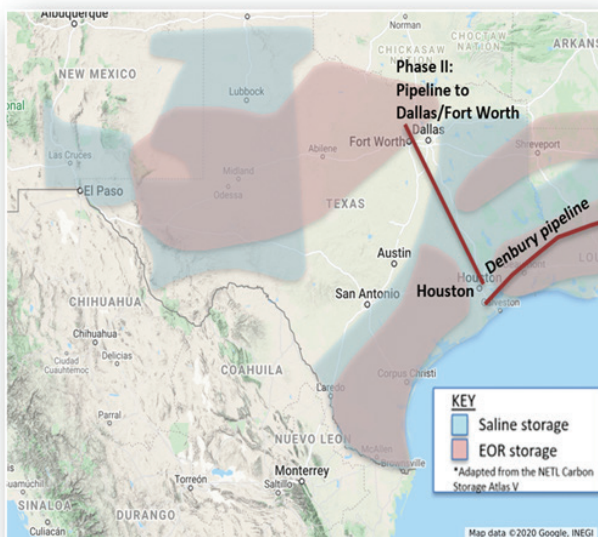 Albuquerque
Norman
CHICKASAW
NATION
CHOCTAW
NATION
ARKANS
NEW MEXICO
Phase II:
Pipeline to
Dallas/Fort Worth
Lubbock
Fort Worth
Dallas
Abilene
Shreveport
Las Cruces
El Paso
Midland
Odessa
TEXAS
Denbury pipeline
Austin
Houston
LOU
San Antonio
Houston
Galveston
CHIHUAHUA
Chihuahua
Ciudad
Cuauhtémoc
Delicias
COAHUILA
Laredo
Corpus Christi
KEY
Saline storage
EOR storage
*Adapted from the NETL Carbon
Storage Atlas V
Parral
NUEVO LEON
McAllen
Monterrey
Torreón
Saltillo
SINALOA
DURANGO
Culiacán
Map data ©2020 Google, INEGI